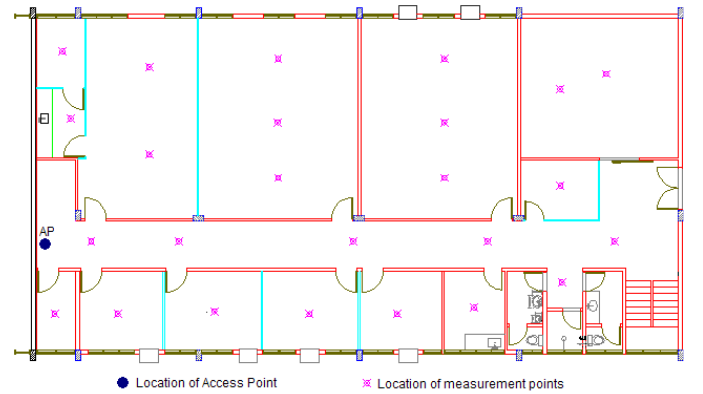 AP
Location of Access Point
Location of measurement points